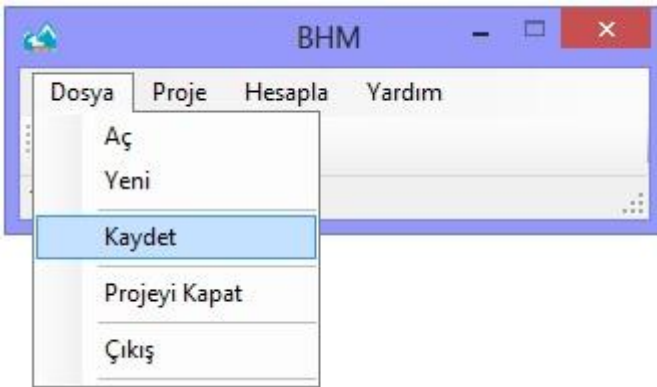 BHM
Dosya Proje Hesapla Yardım
Aç
Yeni
Kaydet
Projeyi Kapat
Çıkış